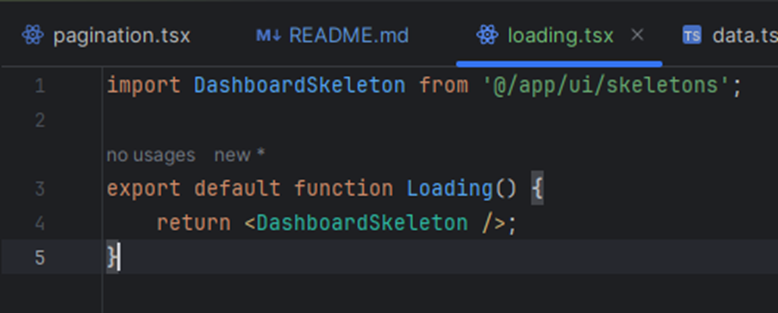 pagination.tsx M↓ README.md loading.tsx × TS data.ts
1 import DashboardSkeleton from '@/app/ui/skeletons';
2
no usages new *
3 export default function Loading() {
4 return <DashboardSkeleton />;
5 }